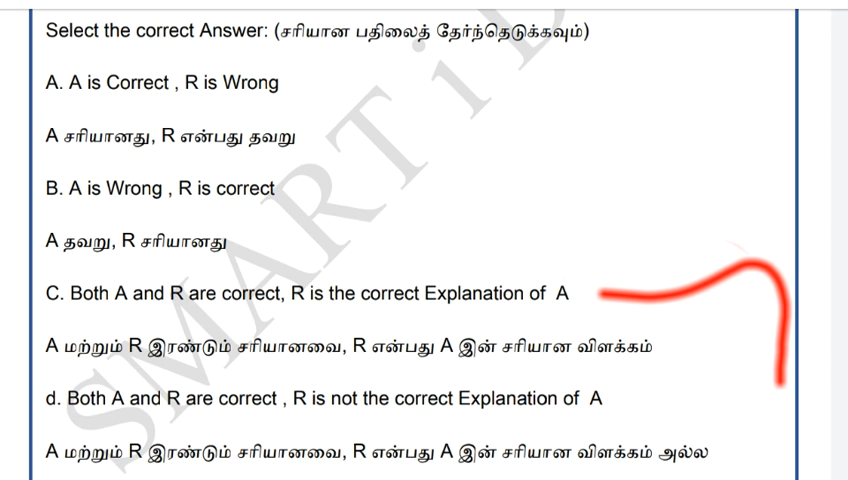 Select the correct Answer: (சரியான பதிலைத் தேர்ந்தெடுக்கவும்)
A. A is Correct , R is Wrong
A சரியானது, R என்பது தவறு
B. A is Wrong , R is correct
A தவறு, R சரியானது
C. Both A and R are correct, R is the correct Explanation of A
A மற்றும் R இரண்டும் சரியானவை, R என்பது A இன் சரியான விளக்கம்
d. Both A and R are correct , R is not the correct Explanation of A
A மற்றும் R இரண்டும் சரியானவை, R என்பது A இன் சரியான விளக்கம் அல்ல
SMART i